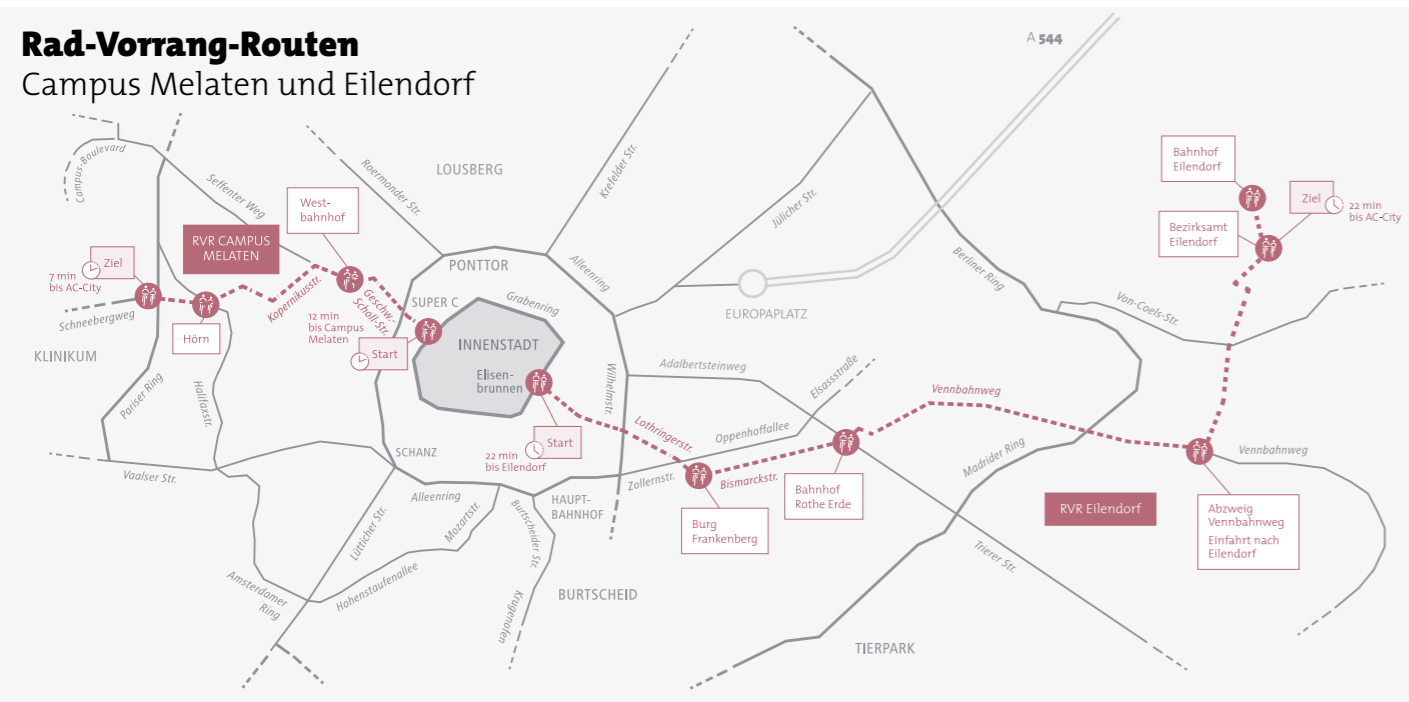 Rad-Vorrang-Routen
Campus Melaten und Eilendorf
A 544
Campus-Boulevard
Seffenter Weg
Roermonder Str.
LOUSBERG
Krefelder Str.
Jülicher Str.
Berliner Ring
Bahnhof
Eilendorf
Ziel
22 min
bis AC-City
Bezirksamt
Eilendorf
West-
bahnhof
RVR CAMPUS
MELATEN
Ziel
7 min
bis AC-City
Schneebergweg
KLINIKUM
Hörn
Kopernikusstr.
Geschw.-
Scholl-Str.
12 min
bis Campus
Melaten
Start
SUPER C
PONTTOR
Grabenring
Alleenring
INNENSTADT
Elisen-
brunnen
EUROPAPLATZ
Von-Coels-Str.
Pariser Ring
Halifaxstr.
Wilhelmstr.
Adalbertsteinweg
Elsassstraße
Vennbahnweg
Start
22 min
bis Eilendorf
Lothringerstr.
Oppenhoffallee
SCHANZ
Vaalser Str.
Alleenring
Zollernstr.
Bismarckstr.
Madrider Ring
Vennbahnweg
Lütticher Str.
Mozartstr.
Burtscheider Str.
HAUPT-
BAHNHOF
Burg
Frankenberg
Bahnhof
Rothe Erde
RVR Eilendorf
Abzweig
Vennbahnweg
Einfahrt nach
Eilendorf
Trierer Str.
Amsterdamer
Ring
Hohenstaufenallee
Krugenofen
BURTSCHEID
TIERPARK